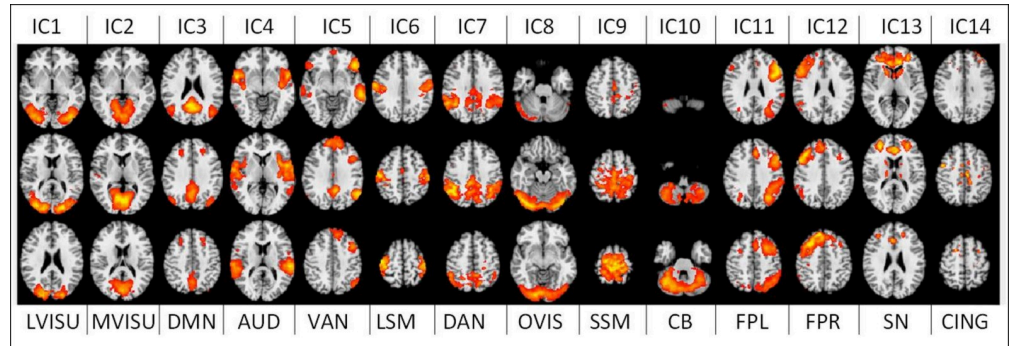 IC1 IC2 IC3 IC4 IC5 IC6 IC7 IC8 IC9 IC10 IC11 IC12 IC13 IC14
LVISU MVISU DMN AUD VAN LSM DAN OVIS SSM CB FPL FPR SN CING